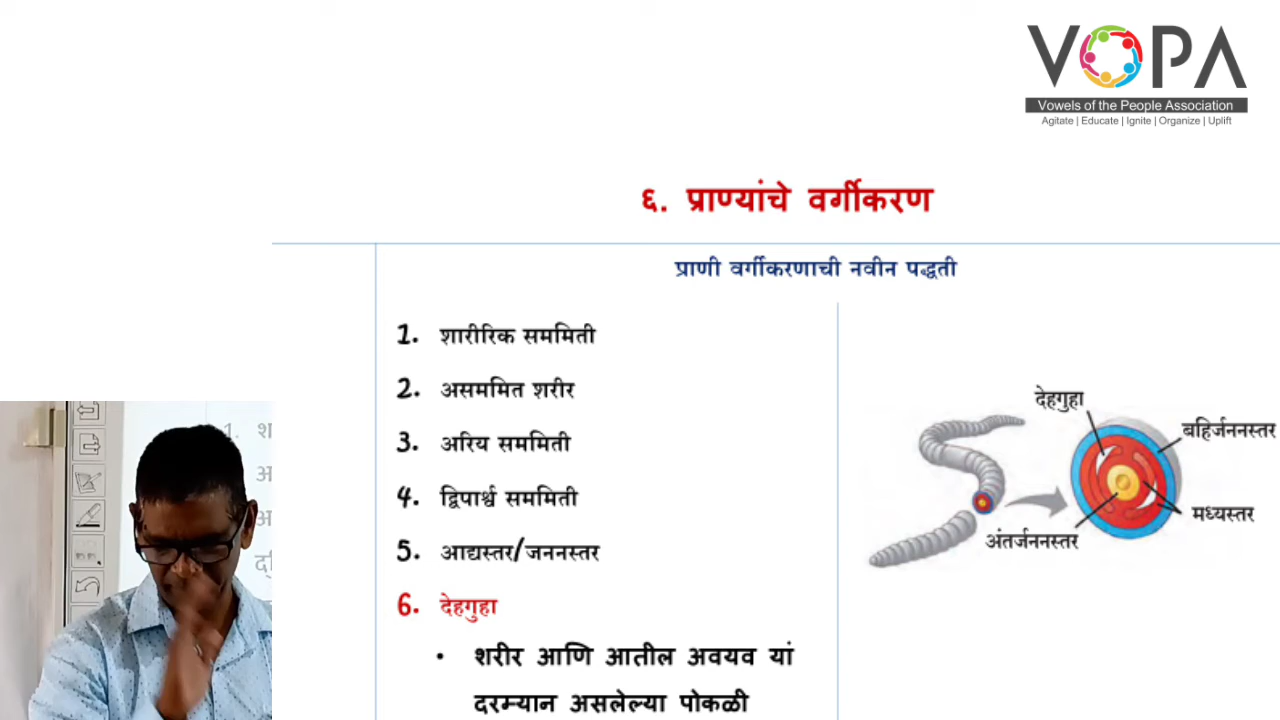 VOPA
Vowels of the People Association
Agitate | Educate | Ignite | Organize | Uplift
६. प्राण्यांचे वर्गीकरण
प्राणी वर्गीकरणाची नवीन पद्धती
1. शारीरिक सममिती
2. असममित शरीर
3. अरिय सममिती
4. द्विपार्श्व सममिती
5. आद्यस्तर/जननस्तर
6. देहगुहा
• शरीर आणि आतील अवयव यां
दरम्यान असलेल्या पोकळी
देहगुहा
बहिर्जननस्तर
मध्यस्तर
अंतर्जननस्तर